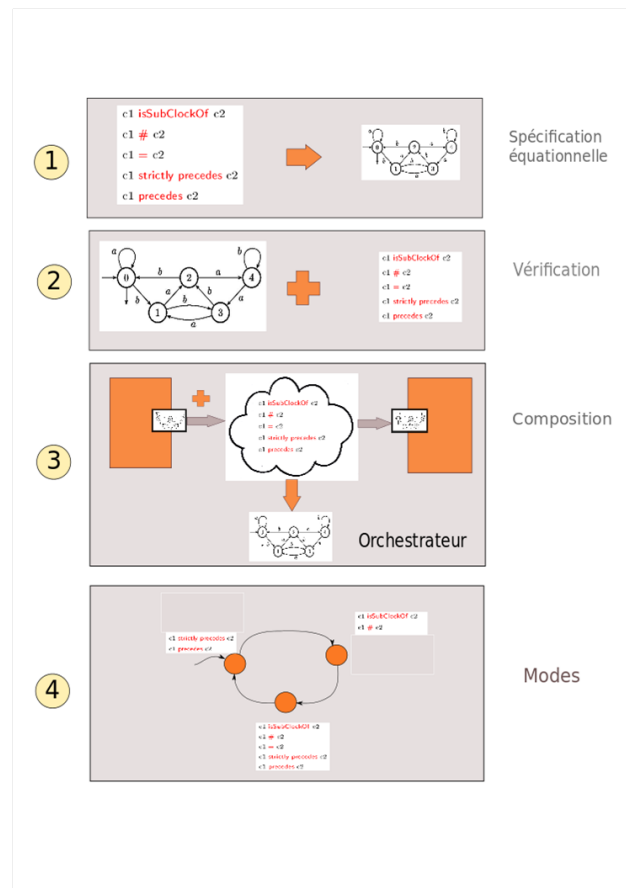 c1 isSubClockOf c2
c1 # c2
c1 = c2
c1 strictly precedes c2
c1 precedes c2
1
Spécification
équationnelle
2
a
b
0
b
2
a
4
b
a
b
b
a
1
3
a
c1 isSubClockOf c2
c1 # c2
c1 = c2
c1 strictly precedes c2
c1 precedes c2
Vérification
3
c1 isSubClockOf c2
c1 # c2
c1 = c2
c1 strictly precedes c2
c1 precedes c2
Orchestrateur
Composition
4
c1 strictly precedes c2
c1 precedes c2
c1 isSubClockOf c2
c1 # c2
c1 isSubClockOf c2
c1 # c2
c1 = c2
c1 strictly precedes c2
c1 precedes c2
Modes